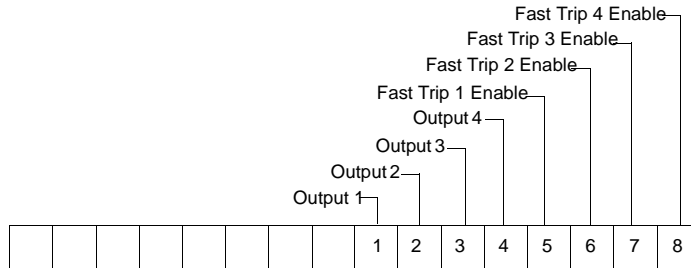 Fast Trip 4 Enable
Fast Trip 3 Enable
Fast Trip 2 Enable
Fast Trip 1 Enable
Output 4
Output 3
Output 2
Output 1
1 2 3 4 5 6 7 8